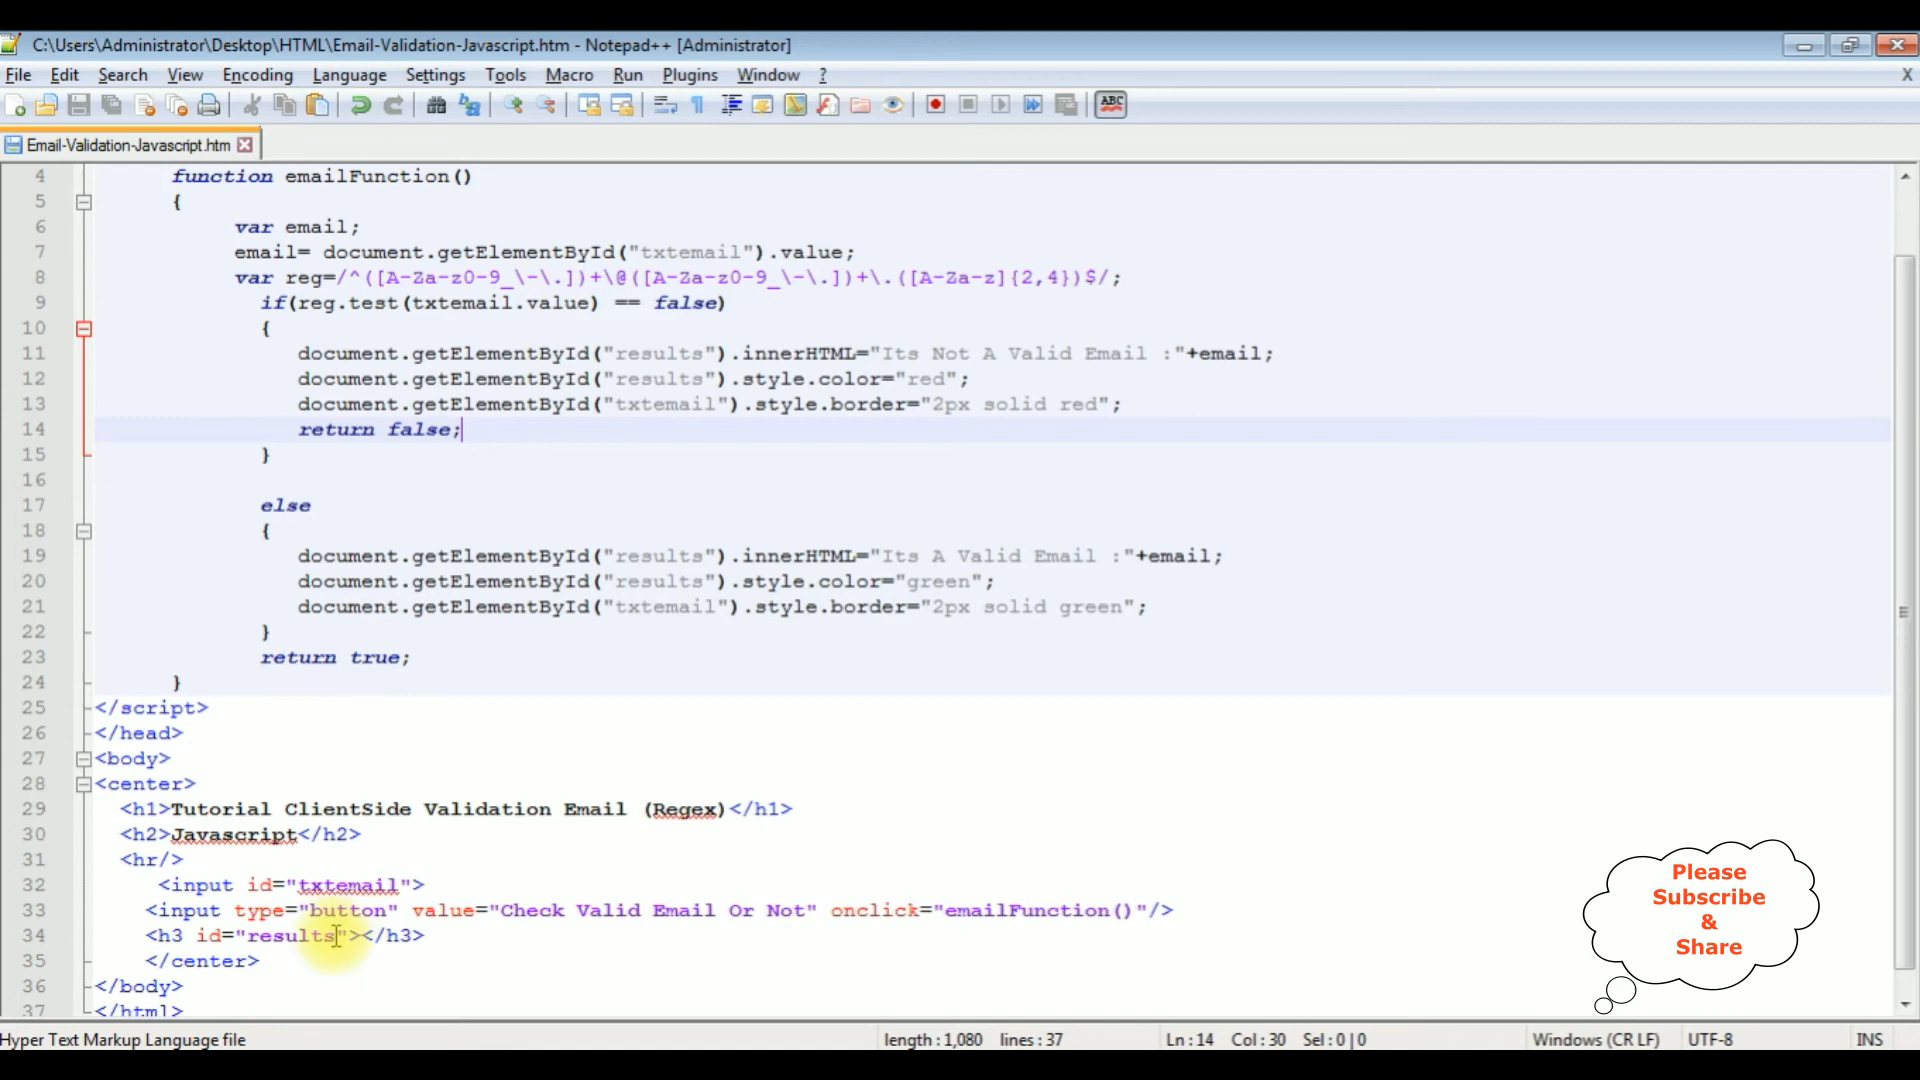 C:\Users\Administrator\Desktop\HTML\Email-Validation-Javascript.htm - Notepad++ [Administrator]
File Edit Search View Encoding Language Settings Tools Macro Run Plugins Window ? X
ABC
Email-Validation-Javascript.htm
4 function emailFunction()
5 {
6 var email;
7 email= document.getElementById("txtemail").value;
8 var reg=/^([A-Za-z0-9_\-\.])+\@([A-Za-z0-9_\-\.])+\.([A-Za-z]{2,4})$/;
9 if(reg.test(txtemail.value) == false)
10 {
11 document.getElementById("results").innerHTML="Its Not A Valid Email :"+email;
12 document.getElementById("results").style.color="red";
13 document.getElementById("txtemail").style.border="2px solid red";
14 return false;
15 }
16
17 else
18 {
19 document.getElementById("results").innerHTML="Its A Valid Email :"+email;
20 document.getElementById("results").style.color="green";
21 document.getElementById("txtemail").style.border="2px solid green";
22 }
23 return true;
24 }
25 </script>
26 </head>
27 <body>
28 <center>
29 <h1>Tutorial ClientSide Validation Email (Regex)</h1>
30 <h2>Javascript</h2>
31 <hr/>
32 <input id="txtemail">
33 <input type="button" value="Check Valid Email Or Not" onclick="emailFunction()"/>
34 <h3 id="results"></h3>
35 </center>
36 </body>
37 </html>
Please
Subscribe
&
Share
Hyper Text Markup Language file length : 1,080 lines : 37 Ln : 14 Col : 30 Sel : 0 | 0 Windows (CR LF) UTF-8 INS